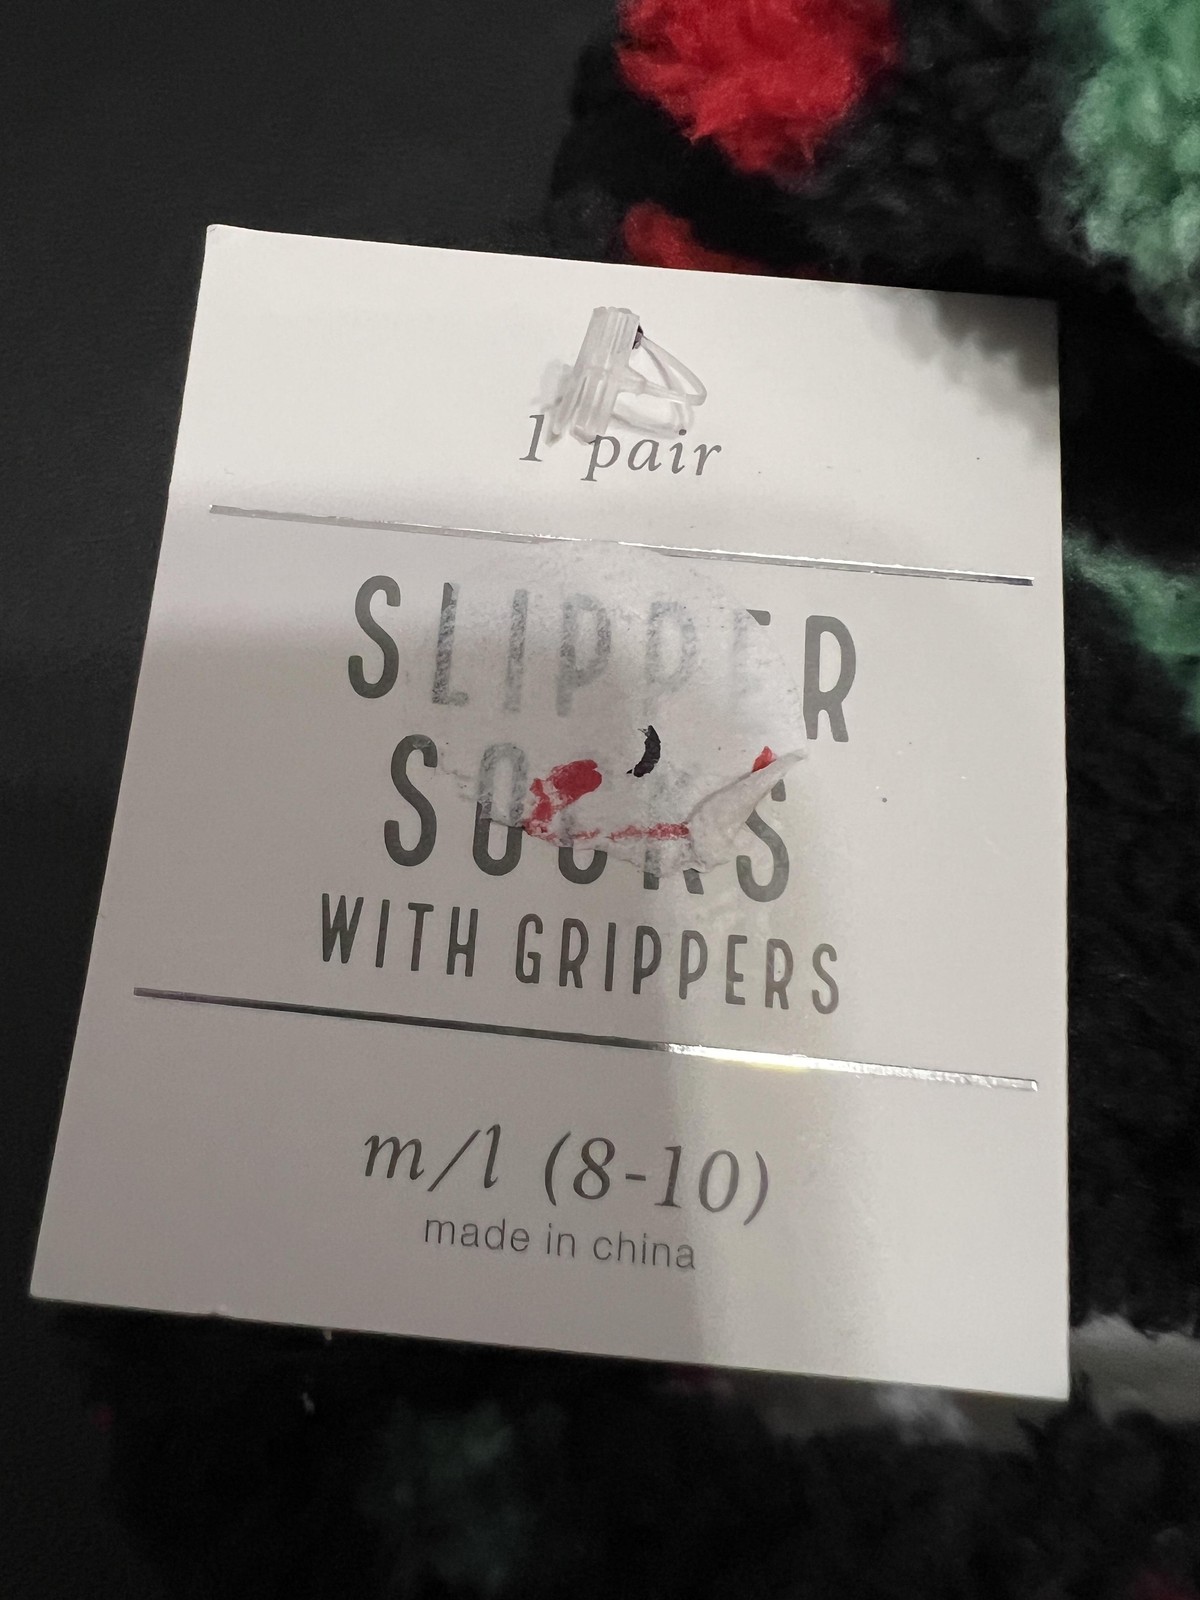 1 pair
SLIPPER
SOCKS
WITH GRIPPERS
m/l (8-10)
made in china